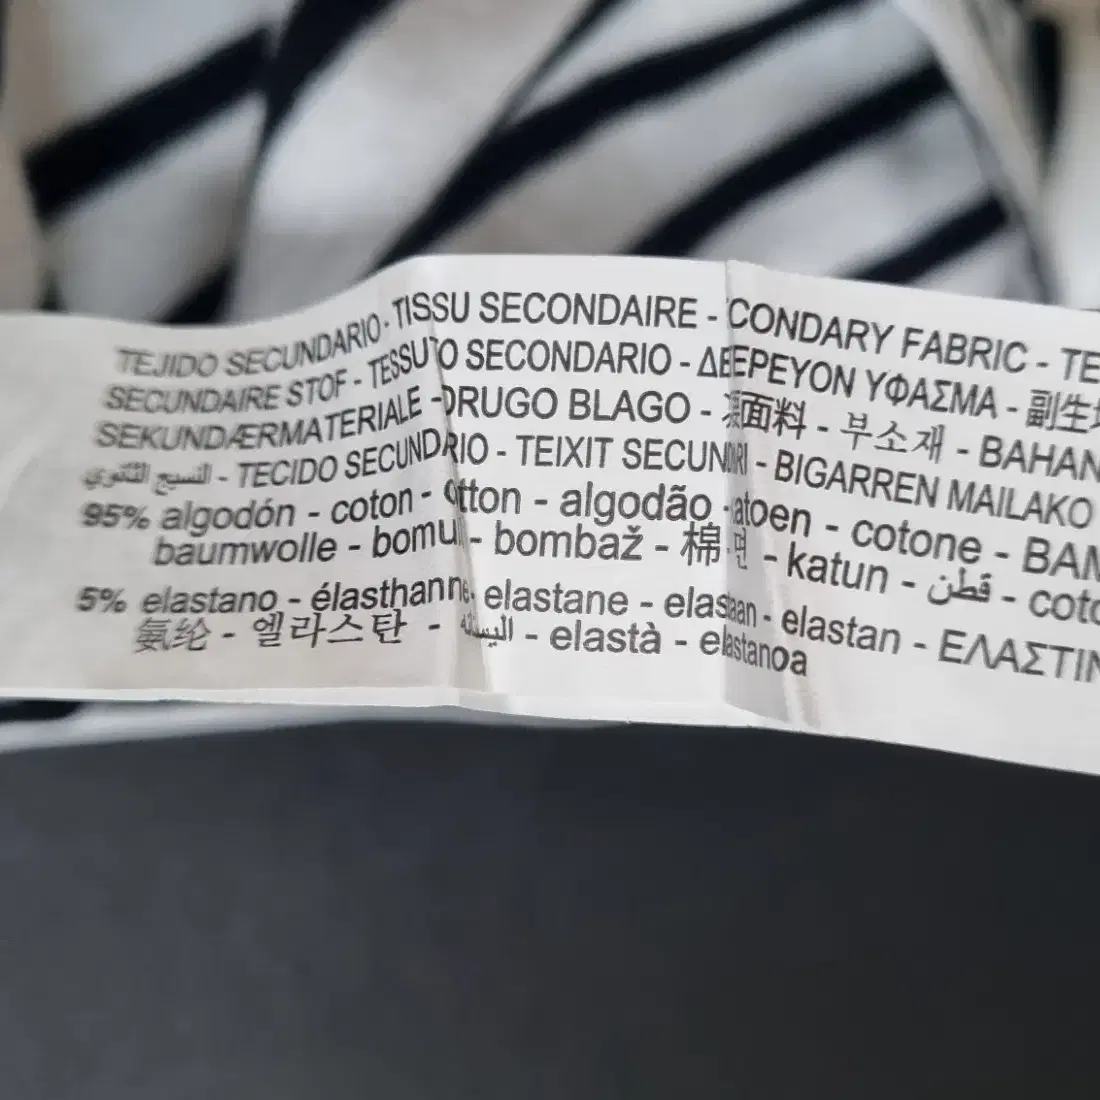 TEJIDO SECUNDARIO - TISSU SECONDAIRE - CONDARY FABRIC - TE
SECUNDAIRE STOF - TESSUTO SECONDARIO - ΔΕΕΡΕΥΟΝ ΥΦΑΣΜΑ - 副生
SEKUNDÆRMATERIALE - DRUGO BLAGO - 面料 - 부소재 - BAHAN
النسيج الثانوي - TECIDO SECUNDRIO - TEIXIT SECUNDRI - BIGARREN MAILAKO
95% algodón - coton - otton - algodão - atoen - cotone - BAM
baumwolle - bomul - bombaž - 棉 - 면 - katun - قطن - coto
5% elastano - élasthanne - elastane - elastaan - elastan - ΕΛΑΣΤΙΝ
氨纶 - 엘라스탄 - - elastà - elastanoa